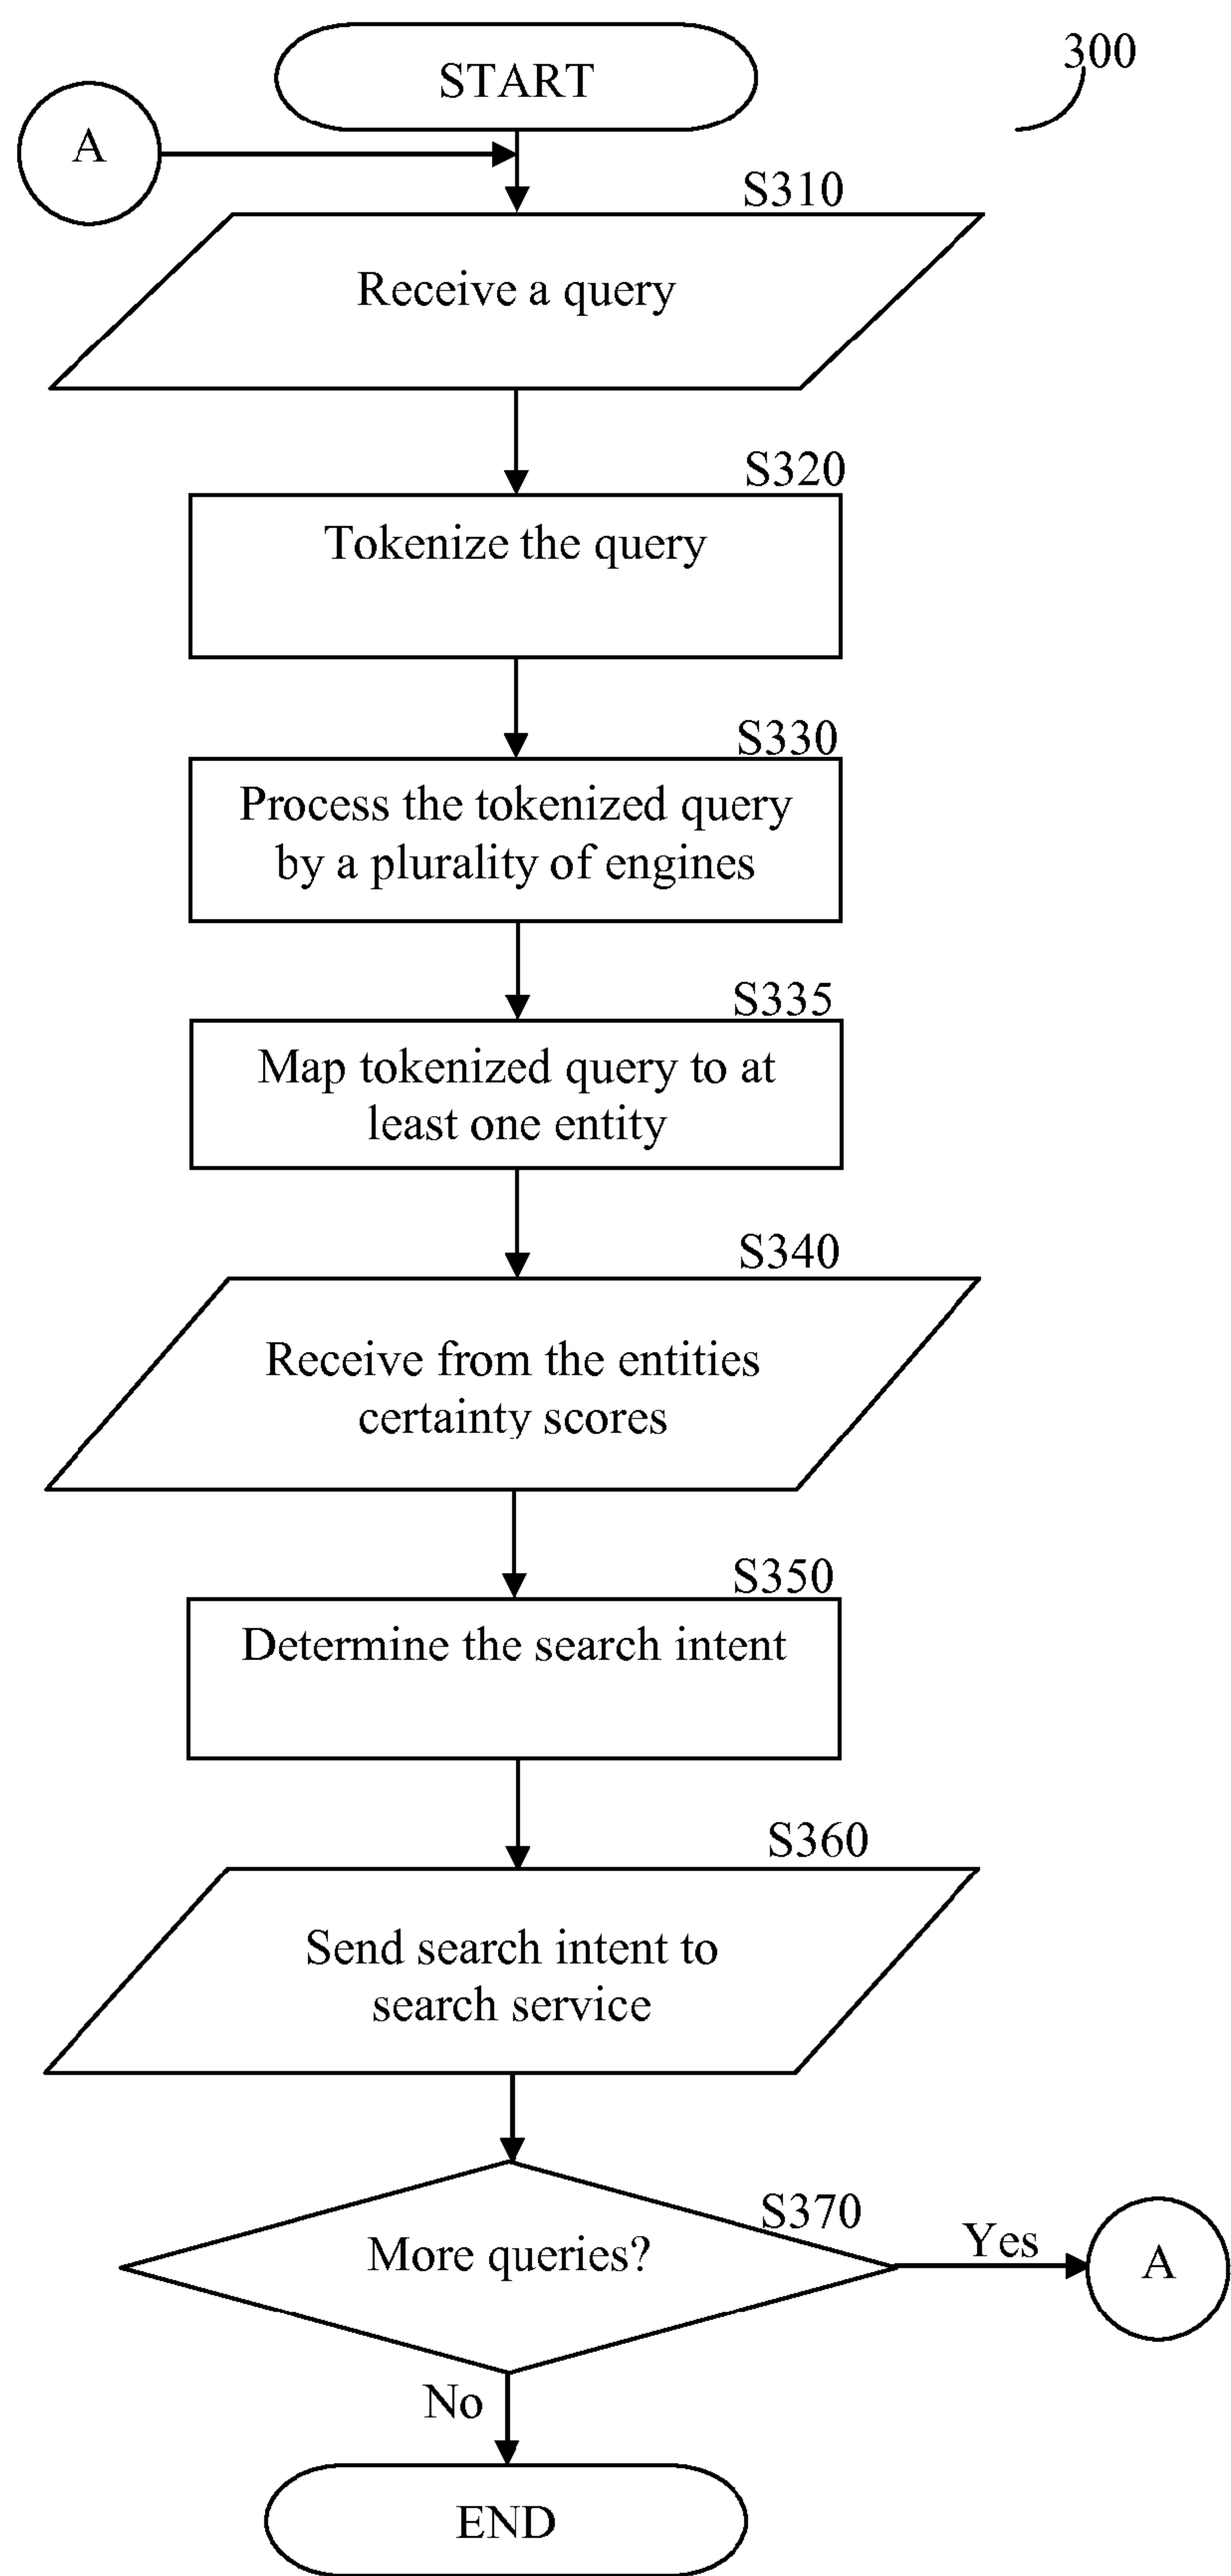 START
300
A
S310
Receive a query
S320
Tokenize the query
S330
Process the tokenized query
by a plurality of engines
S335
Map tokenized query to at
least one entity
S340
Receive from the entities
certainty scores
S350
Determine the search intent
S360
Send search intent to
search service
S370
More queries?
Yes
A
No
END